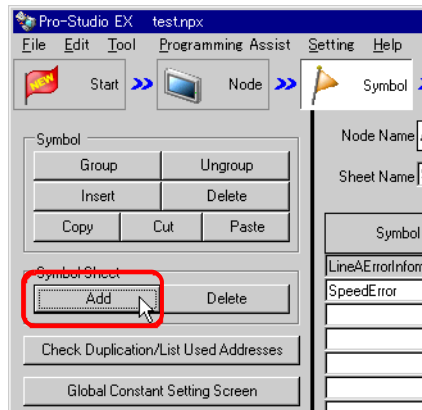 Pro-Studio EX test.npx
File Edit Tool Programming Assist Setting Help
NEW Start Node Symbol
Symbol
Group Ungroup
Insert Delete
Copy Cut Paste
Symbol Sheet
Add Delete
Check Duplication/List Used Addresses
Global Constant Setting Screen
Node Name
Sheet Name
Symbol
LineAErrorInform
SpeedError